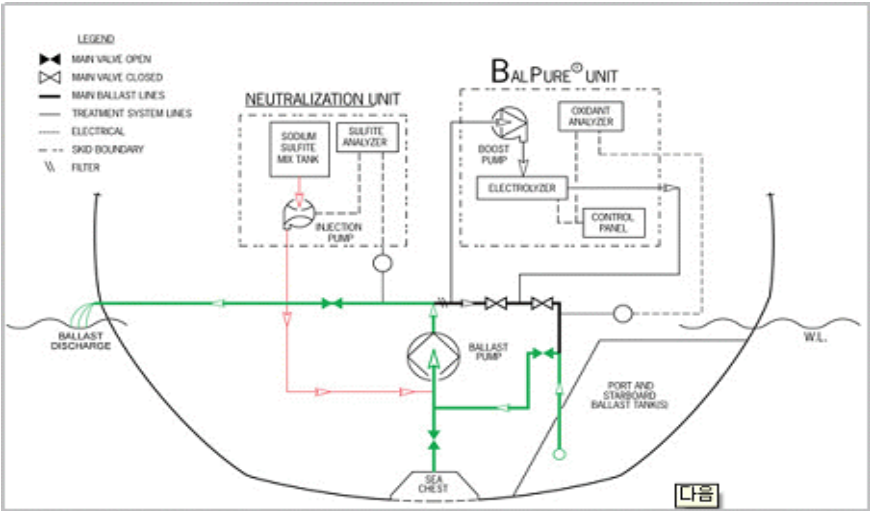 LEGEND
MAIN VALVE OPEN
MAIN VALVE CLOSED
MAIN BALLAST LINES
TREATMENT SYSTEM LINES
ELECTRICAL
SKID BOUNDARY
FILTER
NEUTRALIZATION UNIT
SODIUM
SULFITE
MIX TANK
SULFITE
ANALYZER
INJECTION
PUMP
BALPURE® UNIT
OXIDANT
ANALYZER
BOOST
PUMP
ELECTROLYZER
CONTROL
PANEL
BALLAST
DISCHARGE
BALLAST
PUMP
W.L.
PORT AND
STARBOARD
BALLAST TANK(S)
SEA
CHEST
다음